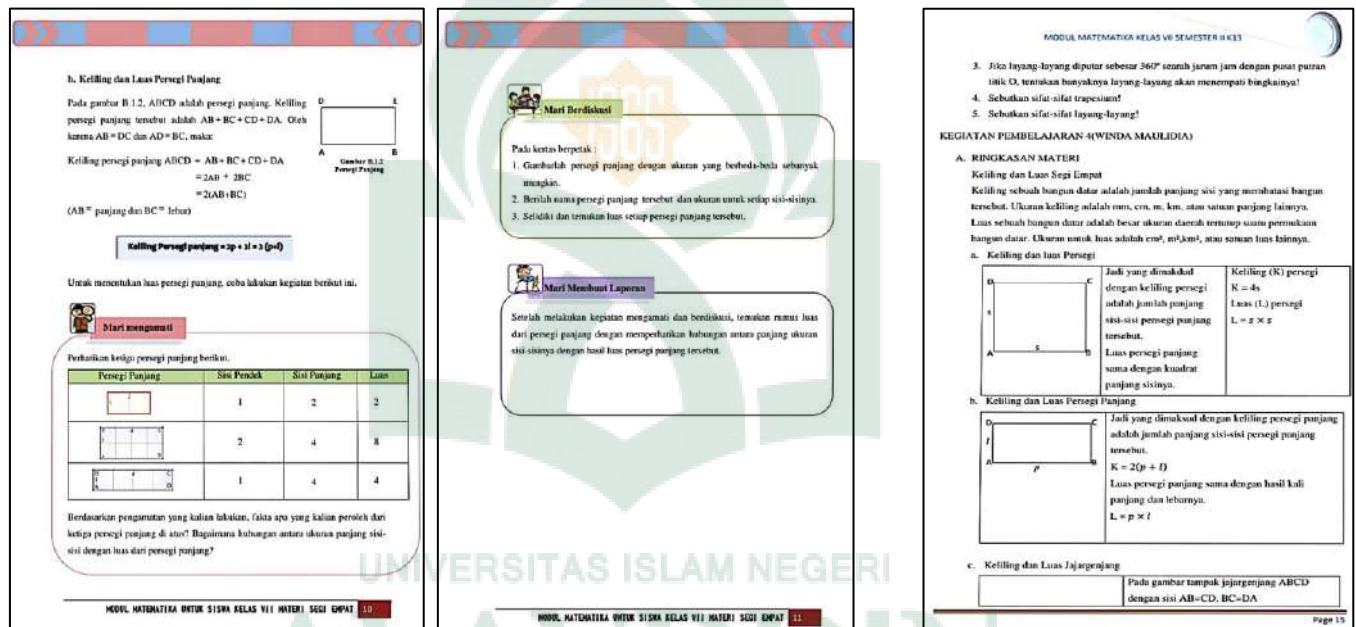 b. Keliling dan Luas Persegi Panjang
Pada gambar B.1.2, ABCD adalah persegi panjang. Keliling
persegi panjang tersebut adalah AB + BC + CD + DA. Oleh
karena AB = DC dan AD = BC, maka:
Keliling persegi panjang ABCD = AB + BC + CD + DA
= 2AB + 2BC
= 2(AB+BC)
(AB = panjang dan BC = lebar)
D E
A B
Gambar B.1.2
Persegi Panjang
Keliling Persegi panjang = 2p + 2l = 2 (p+l)
Untuk menentukan luas persegi panjang, coba lakukan kegiatan berikut ini.
Mari mengamati
Perhatikan ketiga persegi panjang berikut.
Persegi Panjang Sisi Pendek Sisi Panjang Luas
1 2 2
2 4 8
1 4 4
Berdasarkan pengamatan yang kalian lakukan, fakta apa yang kalian peroleh dari
ketiga persegi panjang di atas? Bagaimana hubungan antara ukuran panjang sisi-
sisi dengan luas dari persegi panjang?
MODUL MATEMATIKA UNTUK SISWA KELAS VII MATERI SEGI EMPAT 10
Mari Berdiskusi
Pada kertas berpetak :
1. Gambarlah persegi panjang dengan ukuran yang berbeda-beda sebanyak
mungkin.
2. Berilah nama persegi panjang tersebut dan ukuran untuk setiap sisi-sisinya.
3. Selidiki dan temukan luas setiap persegi panjang tersebut.
Mari Membuat Laporan
Setelah melakukan kegiatan mengamati dan berdiskusi, temukan rumus luas
dari persegi panjang dengan memperhatikan hubungan antara panjang ukuran
sisi-sisinya dengan hasil luas persegi panjang tersebut.
MODUL MATEMATIKA UNTUK SISWA KELAS VII MATERI SEGI EMPAT 11
MODUL MATEMATIKA KELAS VII SEMESTER II K13
3. Jika layang-layang diputar sebesar 360° searah jarum jam dengan pusat putran
titik O, tentukan banyaknya layang-layang akan menempati bingkainya!
4. Sebutkan sifat-sifat trapesium!
5. Sebutkan sifat-sifat layang-layang!
KEGIATAN PEMBELAJARAN 4(WINDA MAULIDIA)
A. RINGKASAN MATERI
Keliling dan Luas Segi Empat
Keliling sebuah bangun datar adalah jumlah panjang sisi yang membatasi bangun
tersebut. Ukuran keliling adalah mm, cm, m, km, atau satuan panjang lainnya.
Luas sebuah bangun datar adalah besar ukuran daerah tertutup suatu permukaan
bangun datar. Ukuran untuk luas adalah cm², m²,km², atau satuan luas lainnya.
a. Keliling dan luas Persegi
D C
s
A s B
Jadi yang dimakdud
dengan keliling persegi
adalah jumlah panjang
sisi-sisi persegi panjang
tersebut.
Luas persegi panjang
sama dengan kuadrat
panjang sisinya.
Keliling (K) persegi
K = 4s
Luas (L) persegi
L = s × s
b. Keliling dan Luas Persegi Panjang
D C
l
A p B
Jadi yang dimaksud dengan keliling persegi panjang
adalah jumlah panjang sisi-sisi persegi panjang
tersebut.
K = 2(p + l)
Luas persegi panjang sama dengan hasil kali
panjang dan lebarnya.
L = p × l
c. Keliling dan Luas Jajargenjang
Pada gambar tampak jajargenjang ABCD
dengan sisi AB=CD, BC=DA
Page 15
UNIVERSITAS ISLAM NEGERI
1965